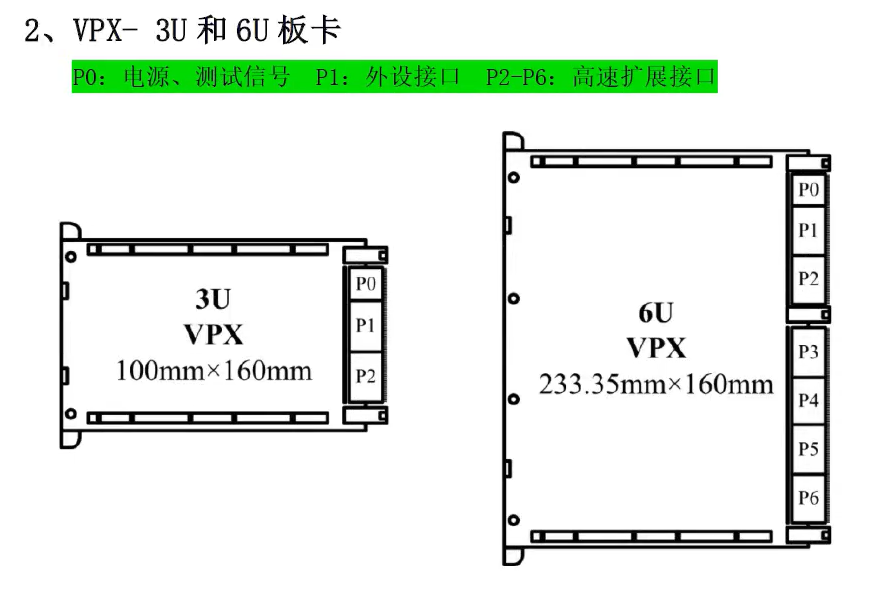 2、VPX- 3U 和 6U 板卡
P0：电源、测试信号 P1：外设接口 P2-P6：高速扩展接口
3U
VPX
100mm×160mm
P0
P1
P2
6U
VPX
233.35mm×160mm
P0
P1
P2
P3
P4
P5
P6